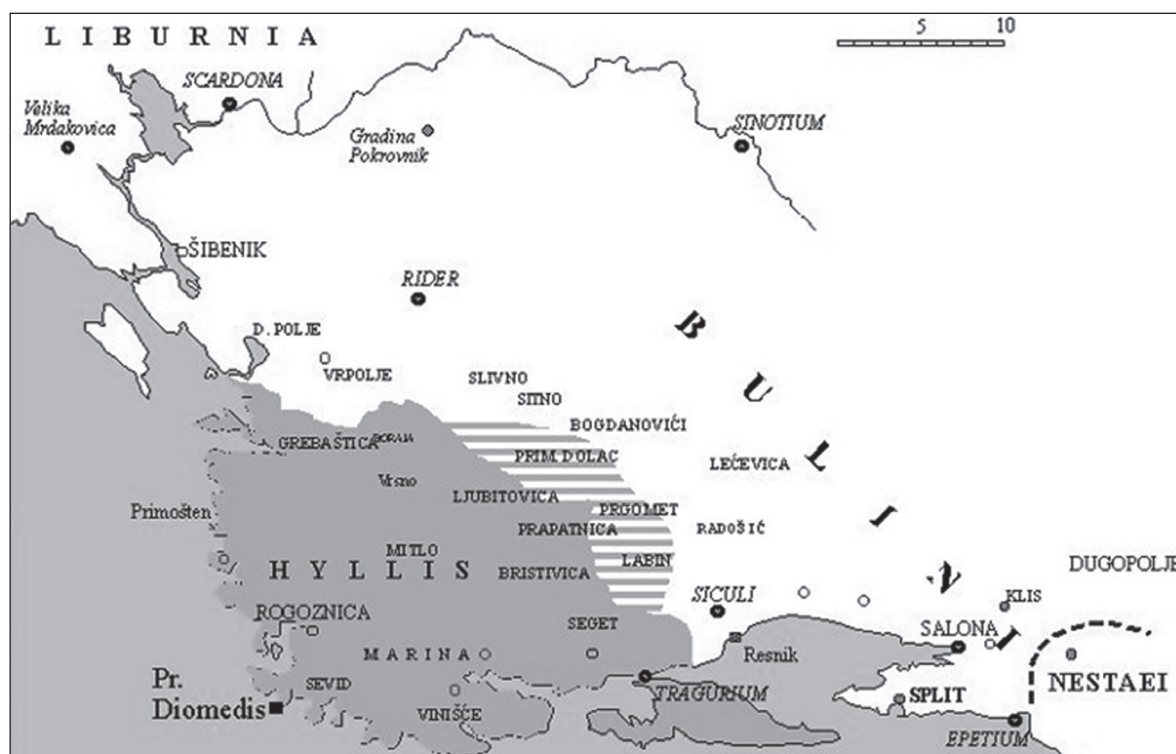 L I B U R N I A
5 10
SCARDONA
Velika
Mrdakovica
Gradina
Pokrovnik
SINOTIUM
ŠIBENIK
RIDER
D. POLJE
VRPOLJE
SLIVNO
SITNO
BOGDANOVIĆI
B U L I N I
GREBAŠTICA
BORAJA
PRIM DOLAC
LEĆEVICA
Vrsno
LJUBITOVICA
Primošten
PRGOMET
PRAPATNICA
RADOŠIĆ
MITLO
LABIN
H Y L L I S
BRISTIVICA
DUGOPOLJE
SICULI
KLIS
ROGOZNICA
SEGET
SALONA
MARINA
Resnik
Pr.
Diomedis
SEVID
TRAGURIUM
NESTAEI
VINIŠĆE
SPLIT
EPETIUM